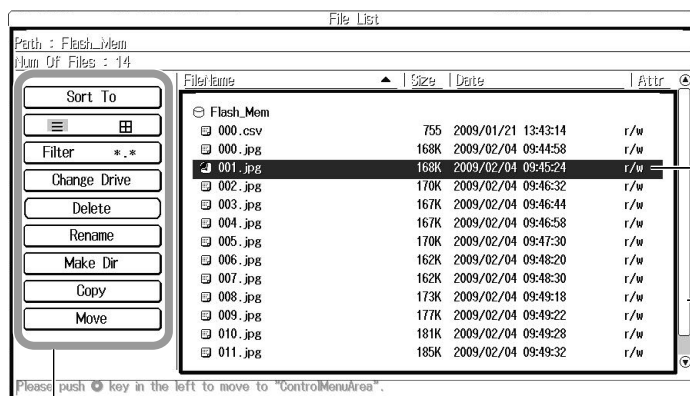 File List
Path : Flash_Mem
Num Of Files : 14
Sort To
Filter *.*
Change Drive
Delete
Rename
Make Dir
Copy
Move
FileName Size Date Attr
Flash_Mem
000.csv 755 2009/01/21 13:43:14 r/w
000.jpg 168K 2009/02/04 09:44:58 r/w
001.jpg 168K 2009/02/04 09:45:24 r/w
002.jpg 170K 2009/02/04 09:46:32 r/w
003.jpg 167K 2009/02/04 09:46:44 r/w
004.jpg 167K 2009/02/04 09:46:58 r/w
005.jpg 170K 2009/02/04 09:47:30 r/w
006.jpg 162K 2009/02/04 09:48:20 r/w
007.jpg 162K 2009/02/04 09:48:30 r/w
008.jpg 173K 2009/02/04 09:49:18 r/w
009.jpg 177K 2009/02/04 09:49:22 r/w
010.jpg 181K 2009/02/04 09:49:28 r/w
011.jpg 185K 2009/02/04 09:49:32 r/w
Please push key in the left to move to "ControlMenuArea".